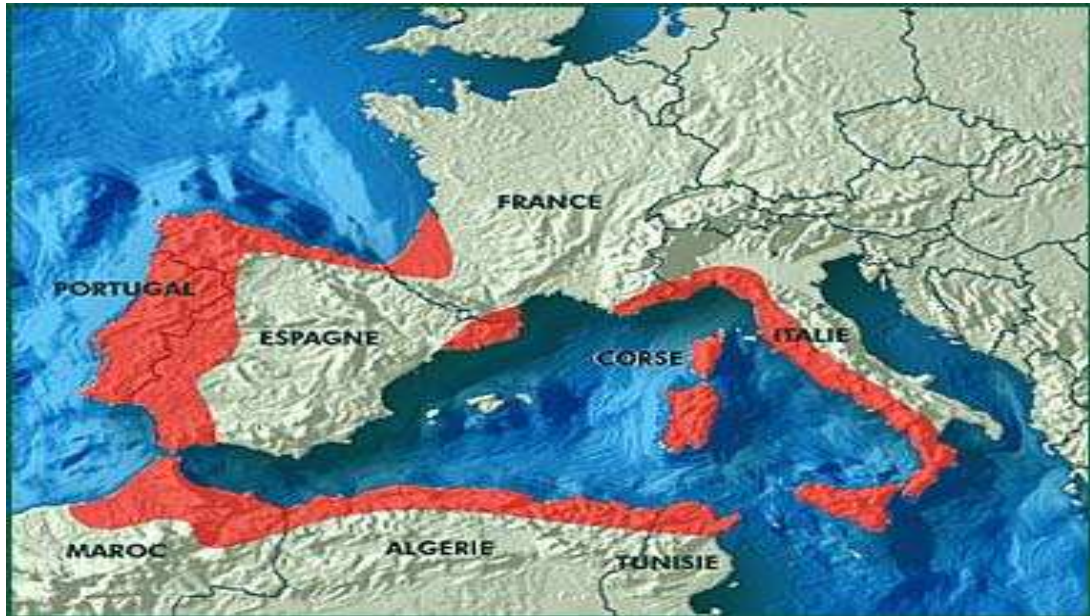 FRANCE
PORTUGAL
ESPAGNE
CORSE
ITALIE
MAROC
ALGERIE
TUNISIE